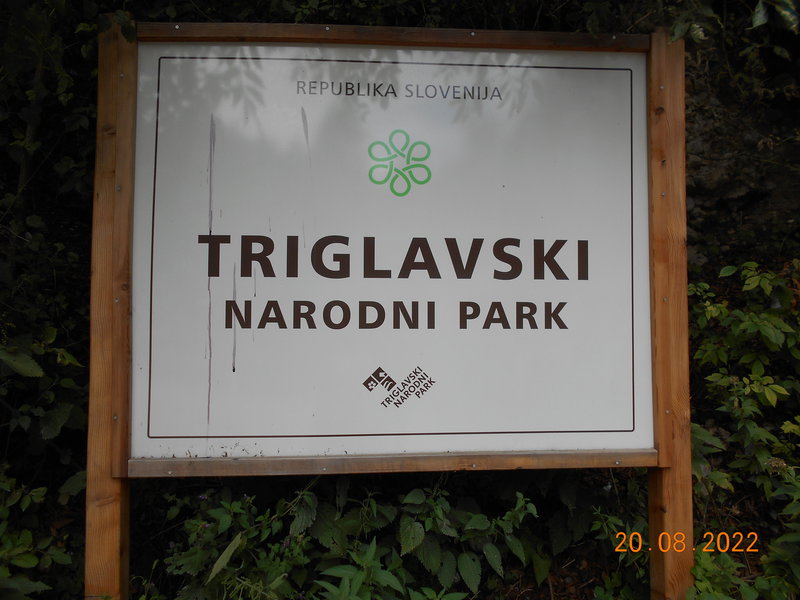 REPUBLIKA SLOVENIJA
TRIGLAVSKI
NARODNI PARK
TRIGLAVSKI
NARODNI
PARK
20.08.2022